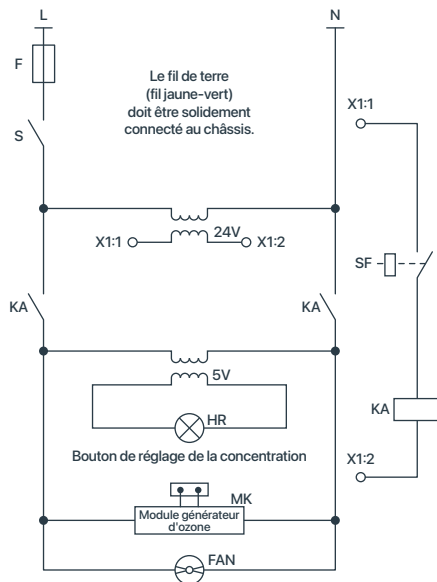 L
N
F
Le fil de terre
(fil jaune-vert)
doit être solidement
connecté au châssis.
X1:1
S
24V
X1:1
X1:2
SF
KA
KA
5V
HR
KA
Bouton de réglage de la concentration
X1:2
MK
Module générateur
d'ozone
FAN